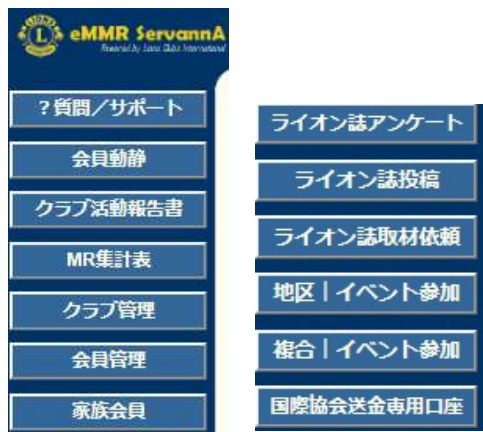 eMMR ServannA
Powered by Lions Clubs International
?質問／サポート
会員動静
クラブ活動報告書
MR集計表
クラブ管理
会員管理
家族会員
ライオン誌アンケート
ライオン誌投稿
ライオン誌取材依頼
地区｜イベント参加
複合｜イベント参加
国際協会送金専用口座